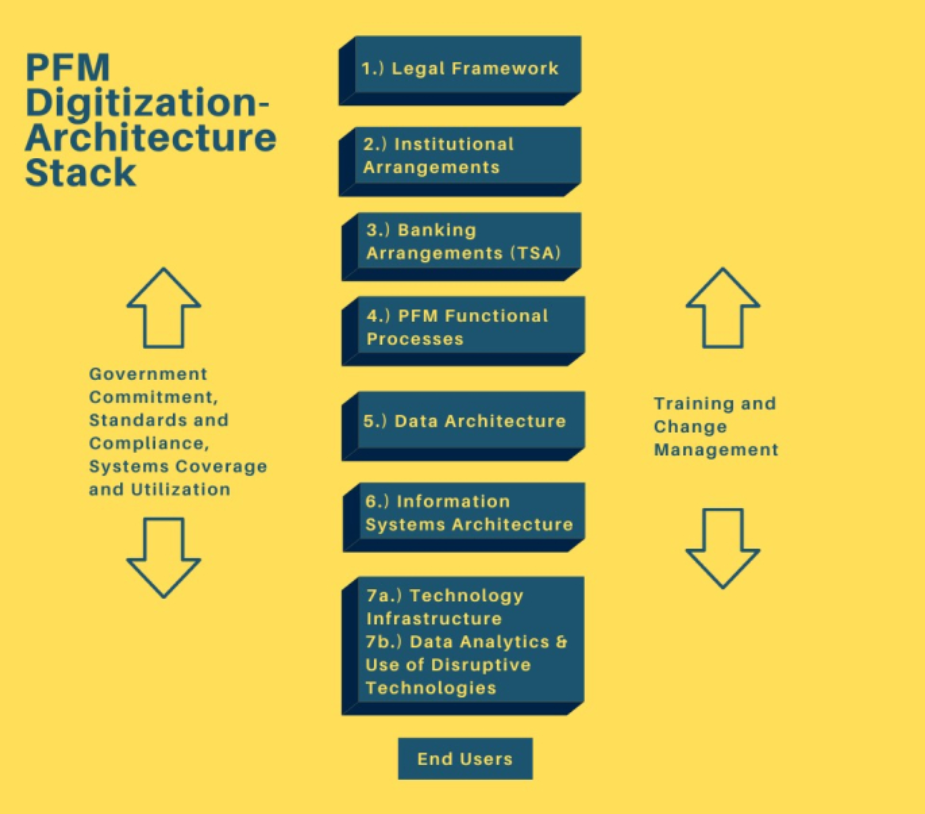 PFM
Digitization-
Architecture
Stack
1.) Legal Framework
2.) Institutional
Arrangements
3.) Banking
Arrangements (TSA)
4.) PFM Functional
Processes
Government
Commitment,
Standards and
Compliance,
Systems Coverage
and Utilization
5.) Data Architecture
Training and
Change
Management
6.) Information
Systems Architecture
7a.) Technology
Infrastructure
7b.) Data Analytics &
Use of Disruptive
Technologies
End Users